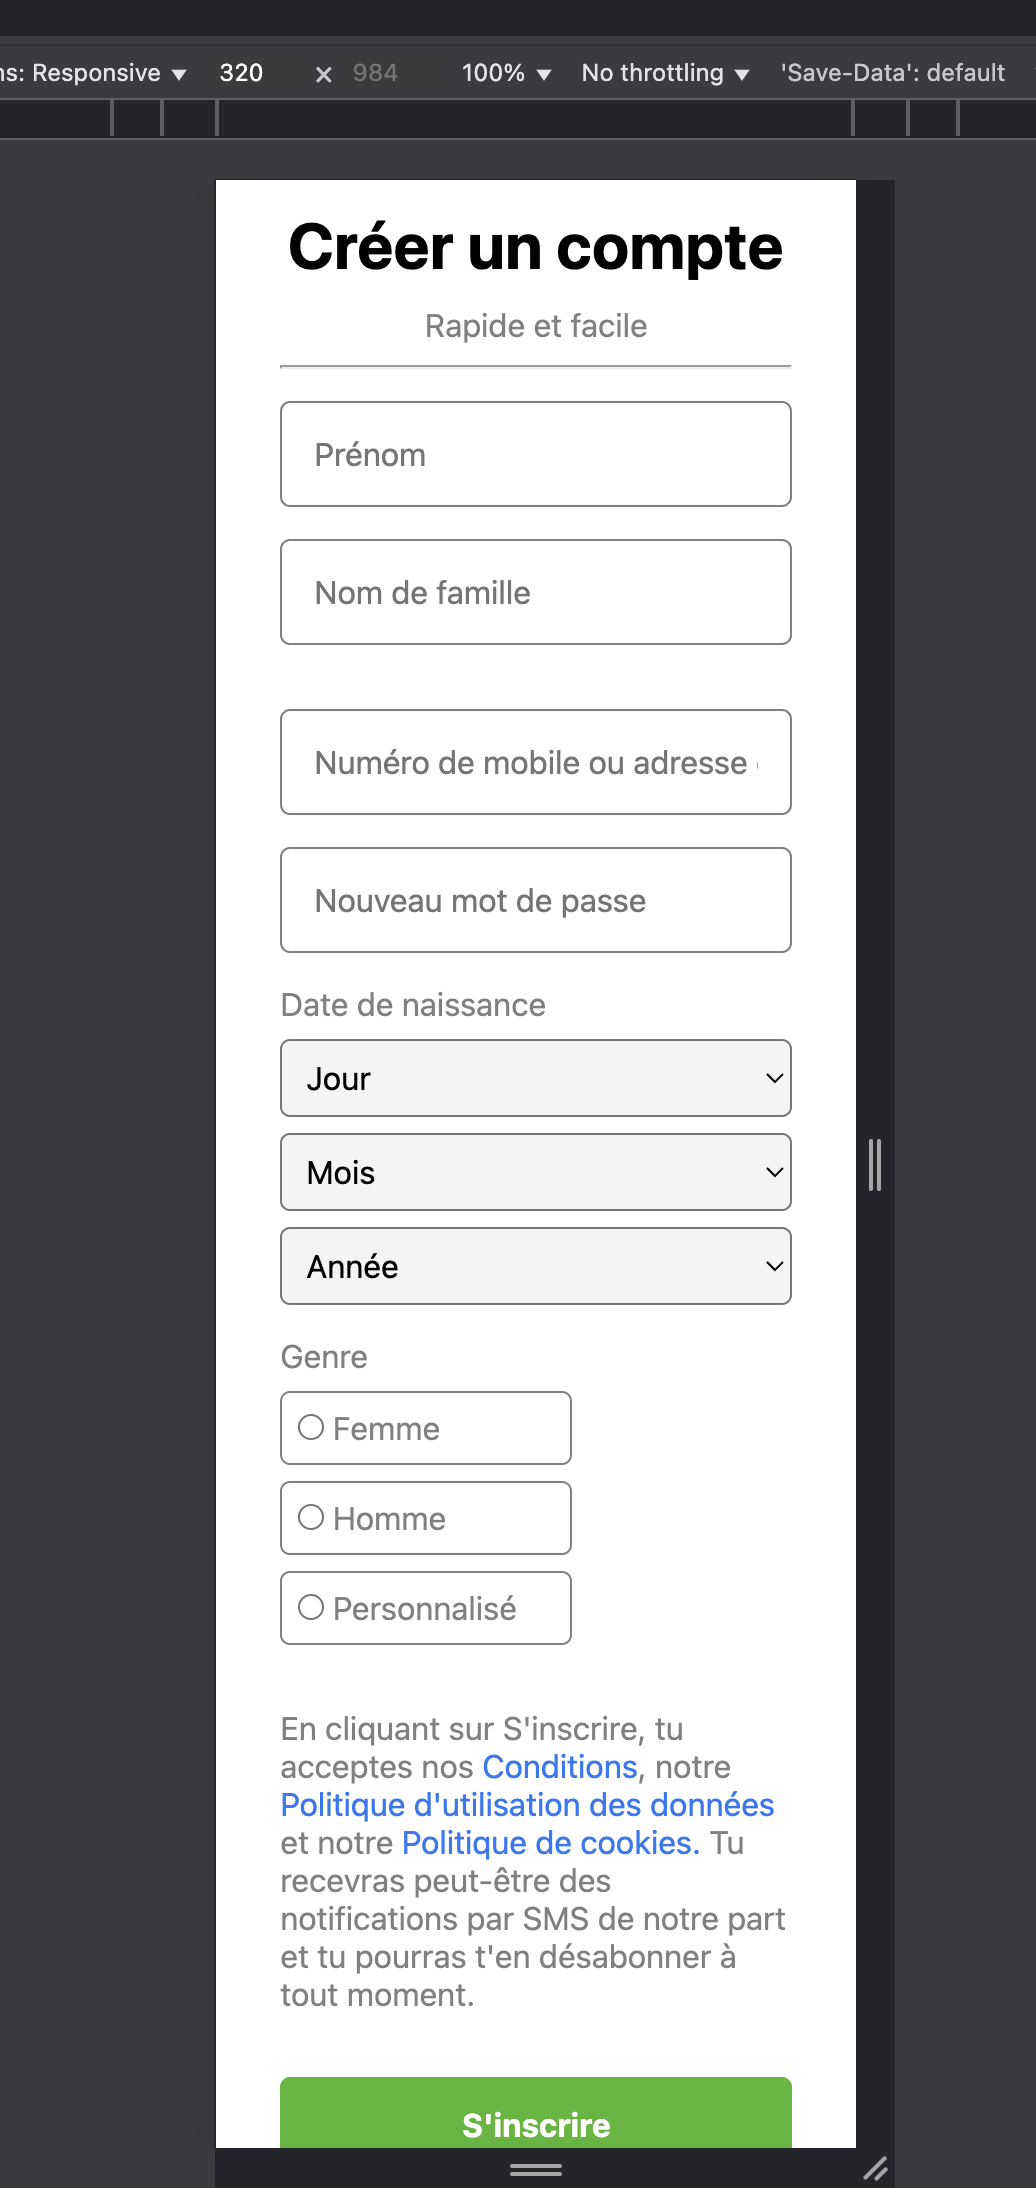 Responsive ▼ 320 × 984 100% ▼ No throttling ▼ 'Save-Data': default
Créer un compte
Rapide et facile
Prénom
Nom de famille
Numéro de mobile ou adresse
Nouveau mot de passe
Date de naissance
Jour
Mois
Année
Genre
Femme
Homme
Personnalisé
En cliquant sur S'inscrire, tu
acceptes nos Conditions, notre
Politique d'utilisation des données
et notre Politique de cookies. Tu
recevras peut-être des
notifications par SMS de notre part
et tu pourras t'en désabonner à
tout moment.
S'inscrire